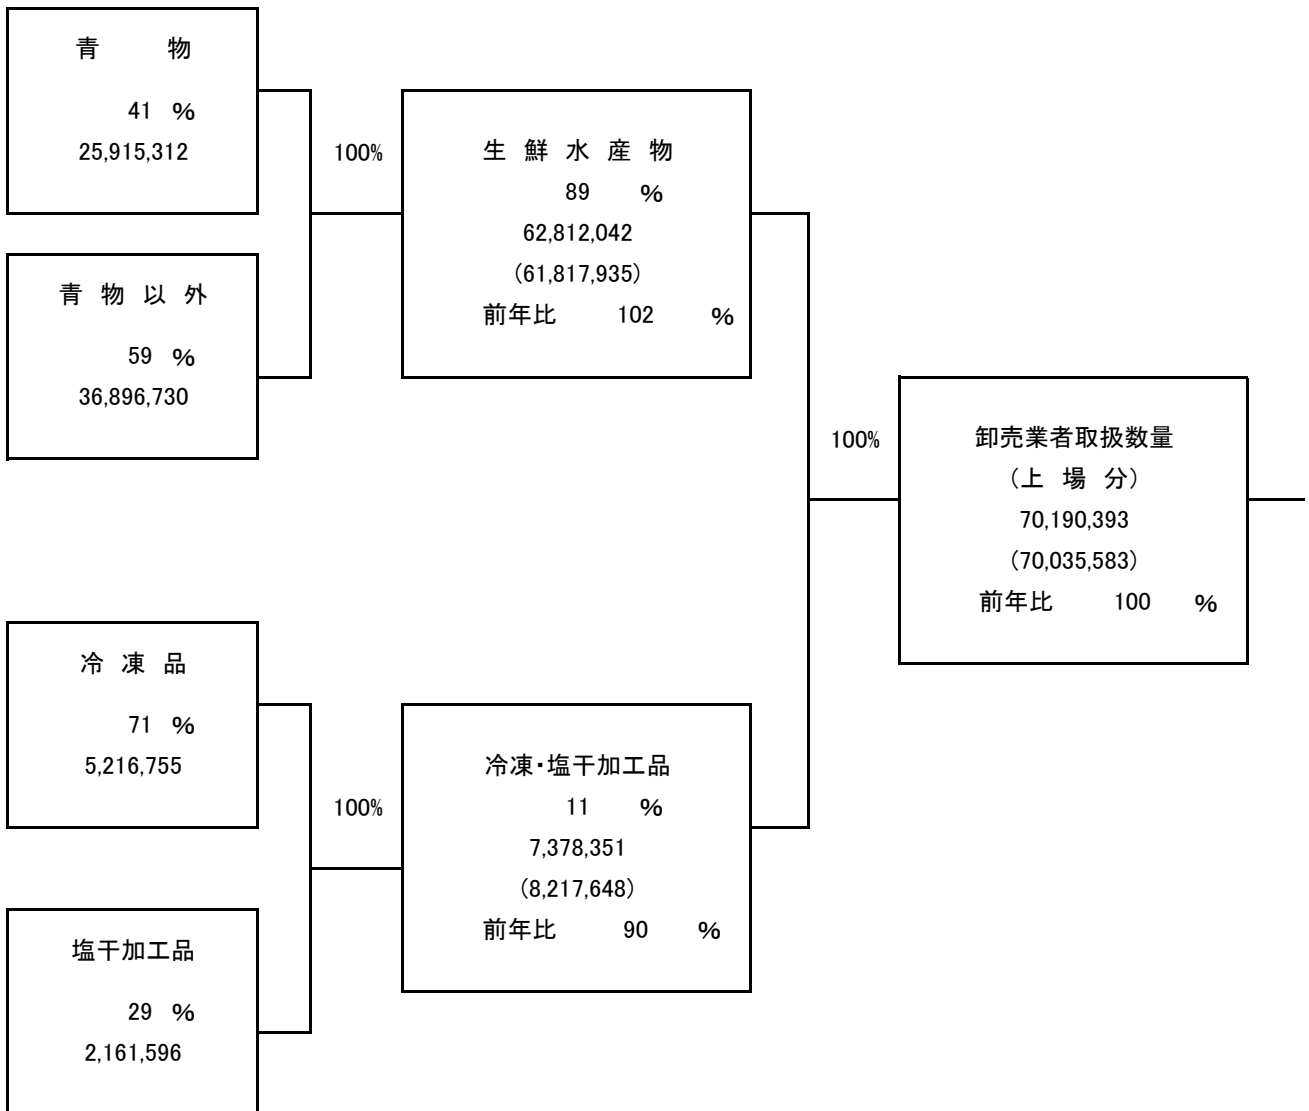 青 物
41 %
25,915,312
青 物 以 外
59 %
36,896,730
100%
生 鮮 水 産 物
89 %
62,812,042
(61,817,935)
前年比 102 %
冷 凍 品
71 %
5,216,755
塩干加工品
29 %
2,161,596
100%
冷凍・塩干加工品
11 %
7,378,351
(8,217,648)
前年比 90 %
100%
卸売業者取扱数量
(上 場 分)
70,190,393
(70,035,583)
前年比 100 %